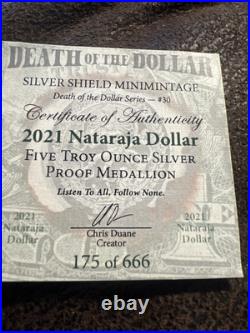 DEATH OF THE DOLLAR
SILVER SHIELD MINIMINTAGE
Death of the Dollar Series — #30
Certificate of Authenticity
2021 Nataraja Dollar
FIVE TROY OUNCE SILVER
PROOF MEDALLION
Listen To All, Follow None.
2021
Nataraja
Dollar
Chris Duane
Creator
2021
Nataraja
Dollar
175 of 666